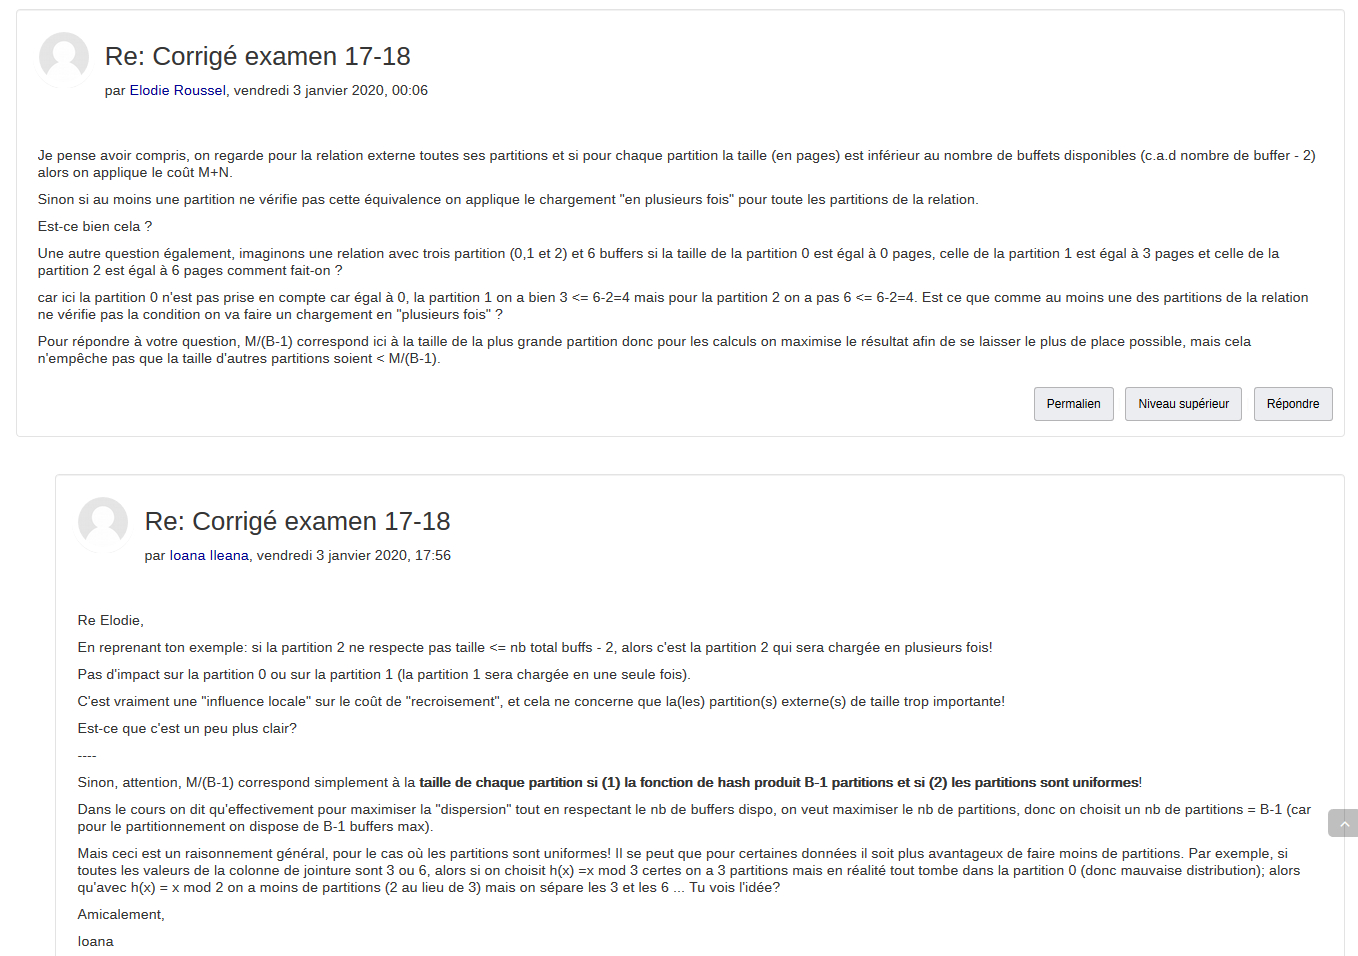 Re: Corrigé examen 17-18
par Elodie Roussel, vendredi 3 janvier 2020, 00:06
Je pense avoir compris, on regarde pour la relation externe toutes ses partitions et si pour chaque partition la taille (en pages) est inférieur au nombre de buffets disponibles (c.a.d nombre de buffer - 2)
alors on applique le coût M+N.
Sinon si au moins une partition ne vérifie pas cette équivalence on applique le chargement "en plusieurs fois" pour toute les partitions de la relation.
Est-ce bien cela ?
Une autre question également, imaginons une relation avec trois partition (0,1 et 2) et 6 buffers si la taille de la partition 0 est égal à 0 pages, celle de la partition 1 est égal à 3 pages et celle de la
partition 2 est égal à 6 pages comment fait-on ?
car ici la partition 0 n'est pas prise en compte car égal à 0, la partition 1 on a bien 3 <= 6-2=4 mais pour la partition 2 on a pas 6 <= 6-2=4. Est ce que comme au moins une des partitions de la relation
ne vérifie pas la condition on va faire un chargement en "plusieurs fois" ?
Pour répondre à votre question, M/(B-1) correspond ici à la taille de la plus grande partition donc pour les calculs on maximise le résultat afin de se laisser le plus de place possible, mais cela
n'empêche pas que la taille d'autres partitions soient < M/(B-1).
Permalien Niveau supérieur Répondre
Re: Corrigé examen 17-18
par Ioana Ileana, vendredi 3 janvier 2020, 17:56
Re Elodie,
En reprenant ton exemple: si la partition 2 ne respecte pas taille <= nb total buffs - 2, alors c'est la partition 2 qui sera chargée en plusieurs fois!
Pas d'impact sur la partition 0 ou sur la partition 1 (la partition 1 sera chargée en une seule fois).
C'est vraiment une "influence locale" sur le coût de "recroisement", et cela ne concerne que la(les) partition(s) externe(s) de taille trop importante!
Est-ce que c'est un peu plus clair?
----
Sinon, attention, M/(B-1) correspond simplement à la taille de chaque partition si (1) la fonction de hash produit B-1 partitions et si (2) les partitions sont uniformes!
Dans le cours on dit qu'effectivement pour maximiser la "dispersion" tout en respectant le nb de buffers dispo, on veut maximiser le nb de partitions, donc on choisit un nb de partitions = B-1 (car
pour le partitionnement on dispose de B-1 buffers max).
Mais ceci est un raisonnement général, pour le cas où les partitions sont uniformes! Il se peut que pour certaines données il soit plus avantageux de faire moins de partitions. Par exemple, si
toutes les valeurs de la colonne de jointure sont 3 ou 6, alors si on choisit h(x) =x mod 3 certes on a 3 partitions mais en réalité tout tombe dans la partition 0 (donc mauvaise distribution); alors
qu'avec h(x) = x mod 2 on a moins de partitions (2 au lieu de 3) mais on sépare les 3 et les 6 ... Tu vois l'idée?
Amicalement,
Ioana